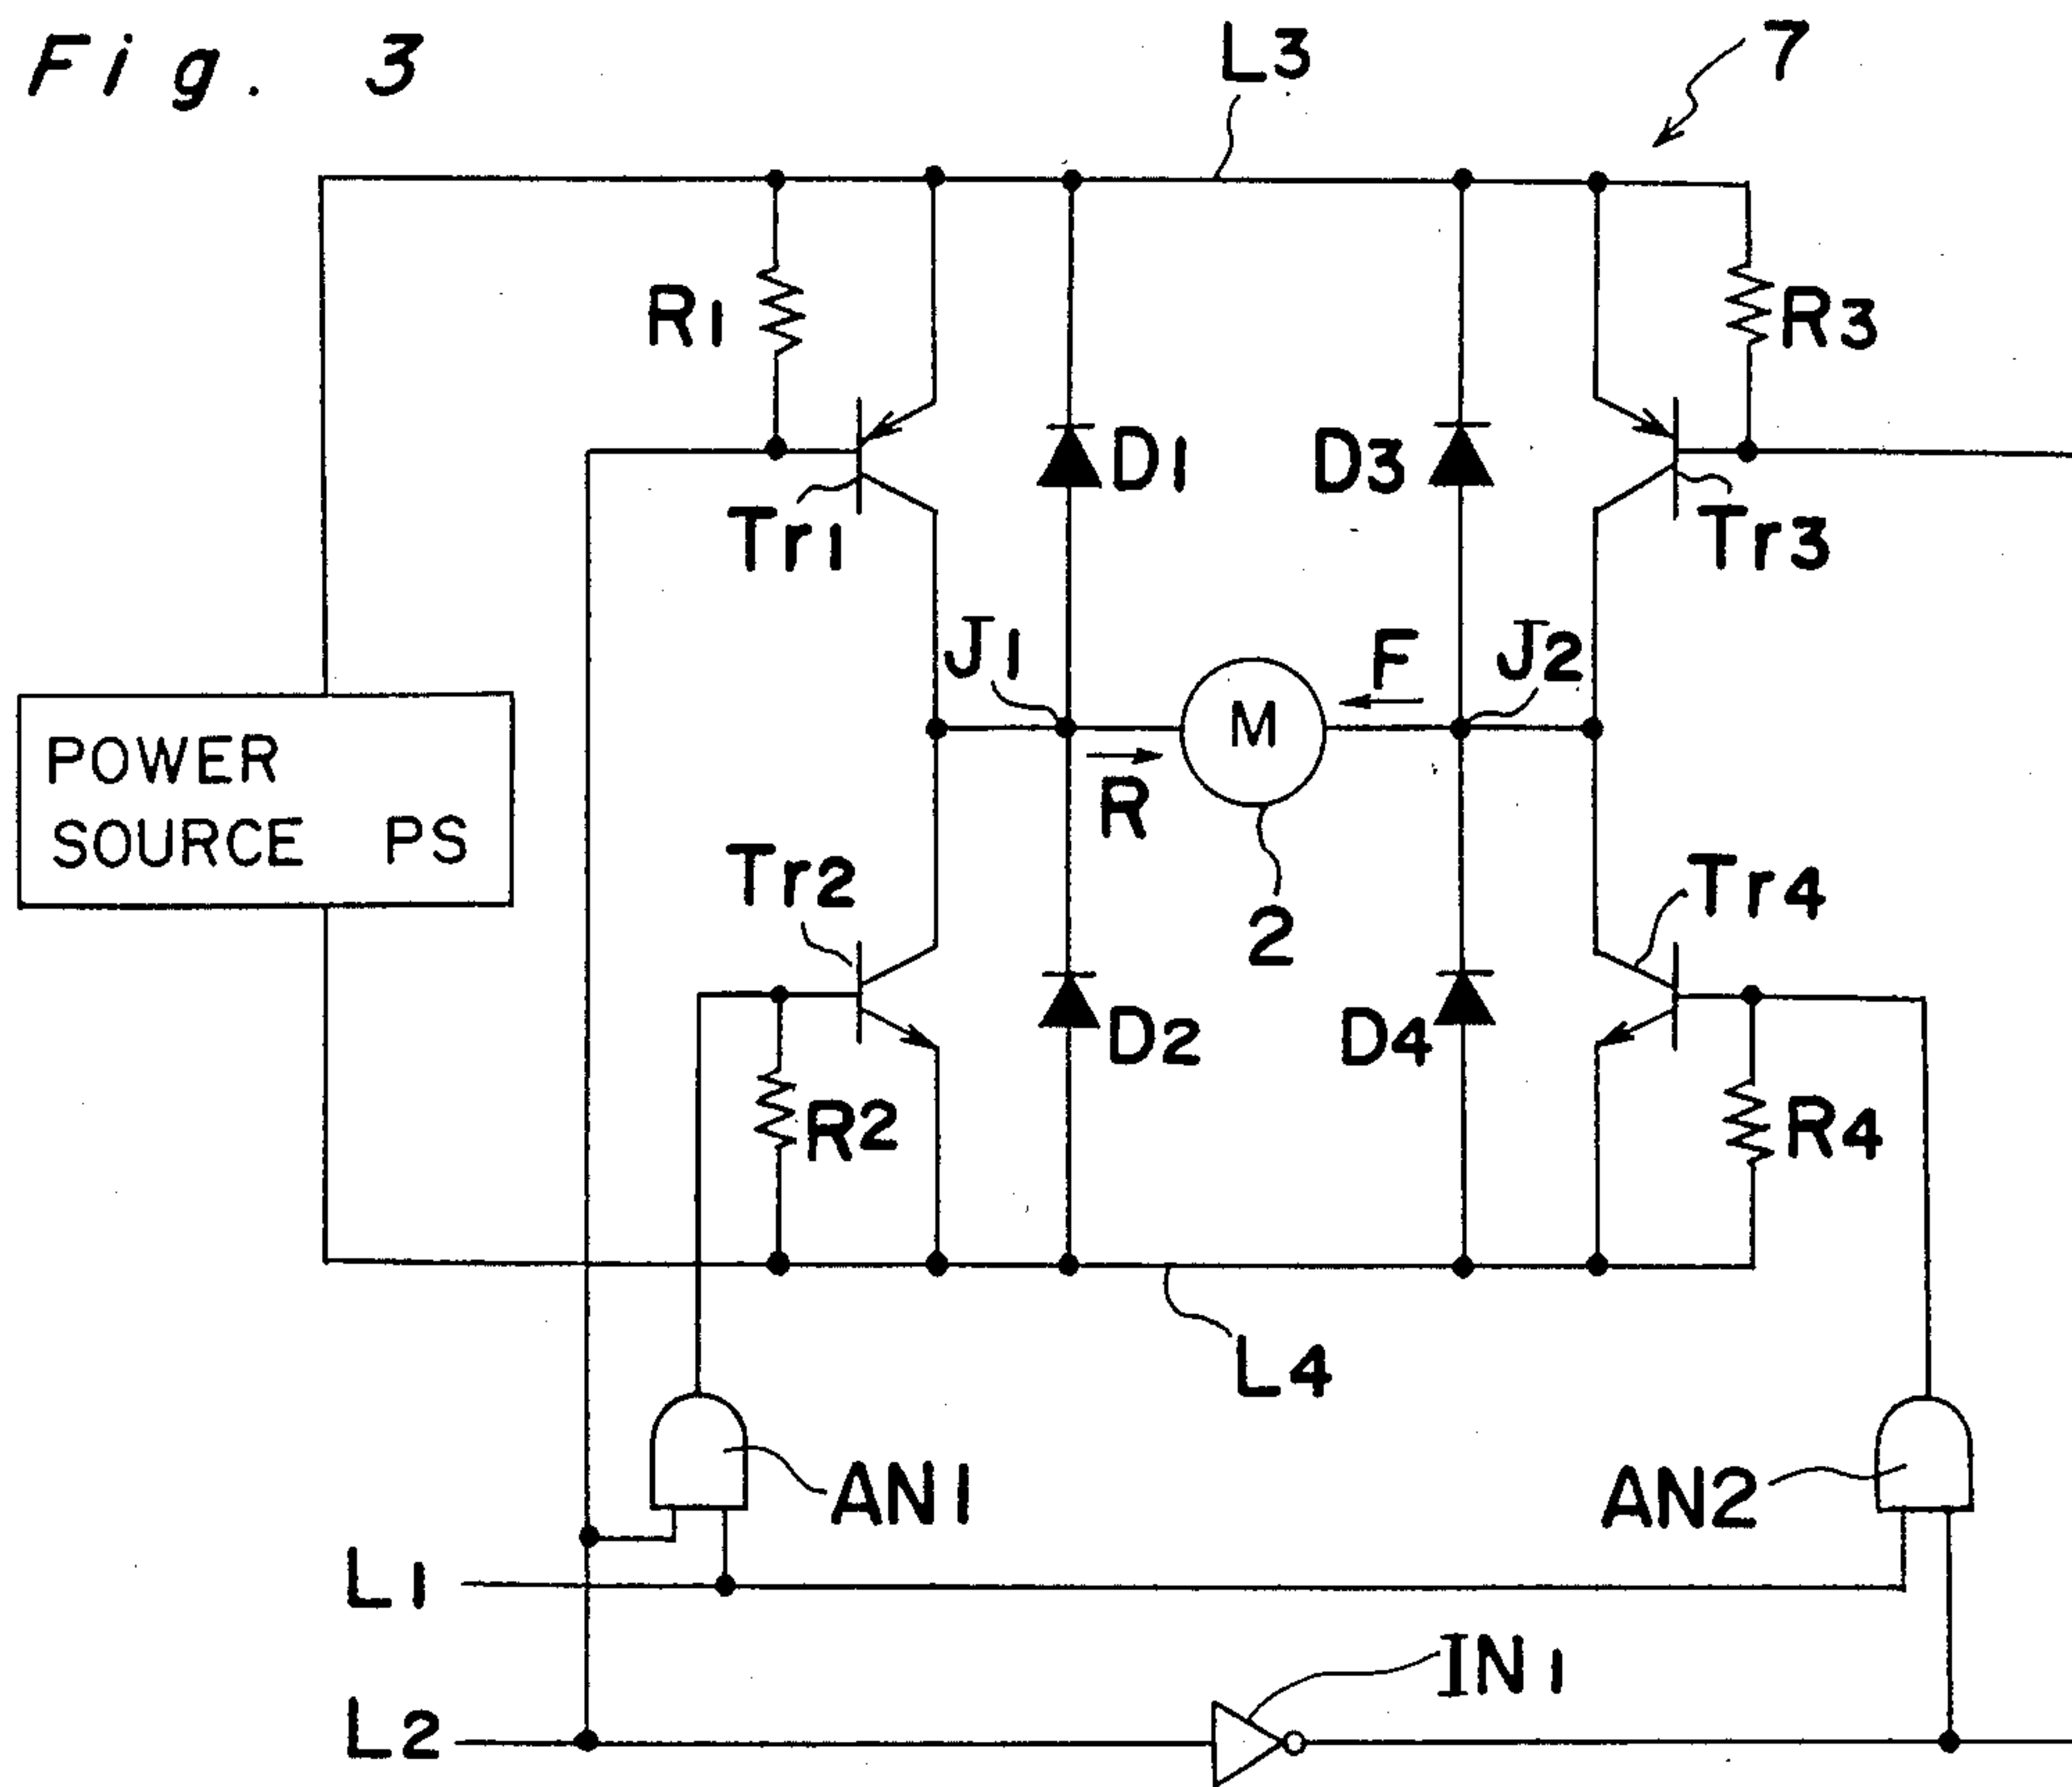 Fig. 3
L3
7
R1
R3
D1
D3
Tr1
Tr3
J1
F
J2
M
POWER
SOURCE PS
R
Tr2
2
Tr4
D2
D4
R2
R4
L4
AN1
AN2
L1
IN1
L2